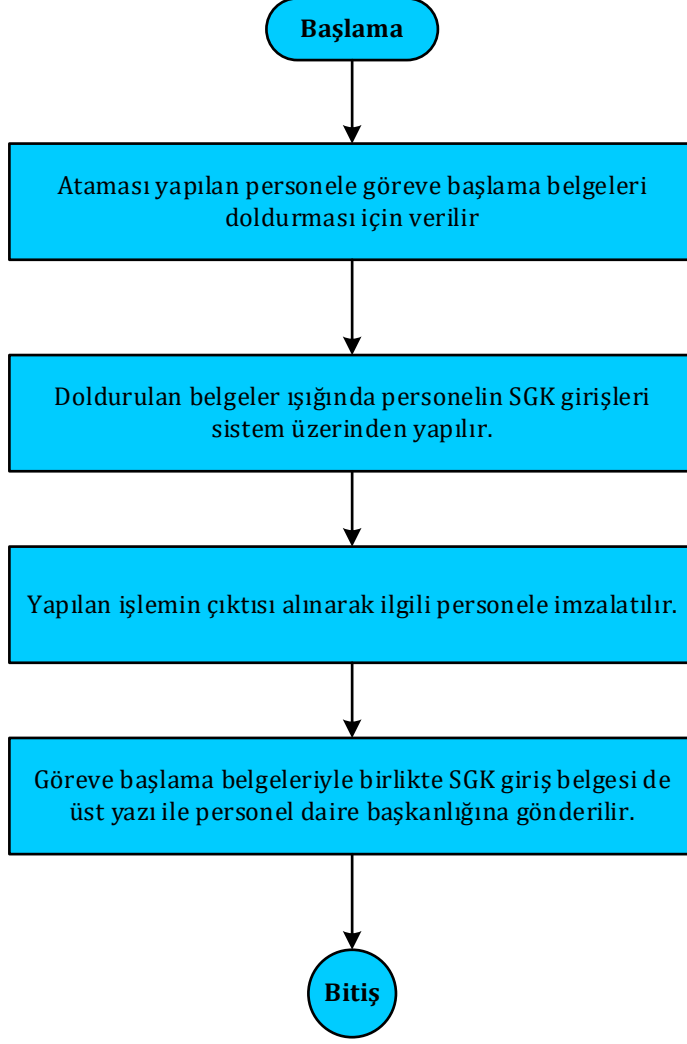 Başlama
Ataması yapılan personele göreve başlama belgeleri
doldurması için verilir
Doldurulan belgeler ışığında personelin SGK girişleri
sistem üzerinden yapılır.
Yapılan işlemin çıktısı alınarak ilgili personele imzalatılır.
Göreve başlama belgeleriyle birlikte SGK giriş belgesi de
üst yazı ile personel daire başkanlığına gönderilir.
Bitiş